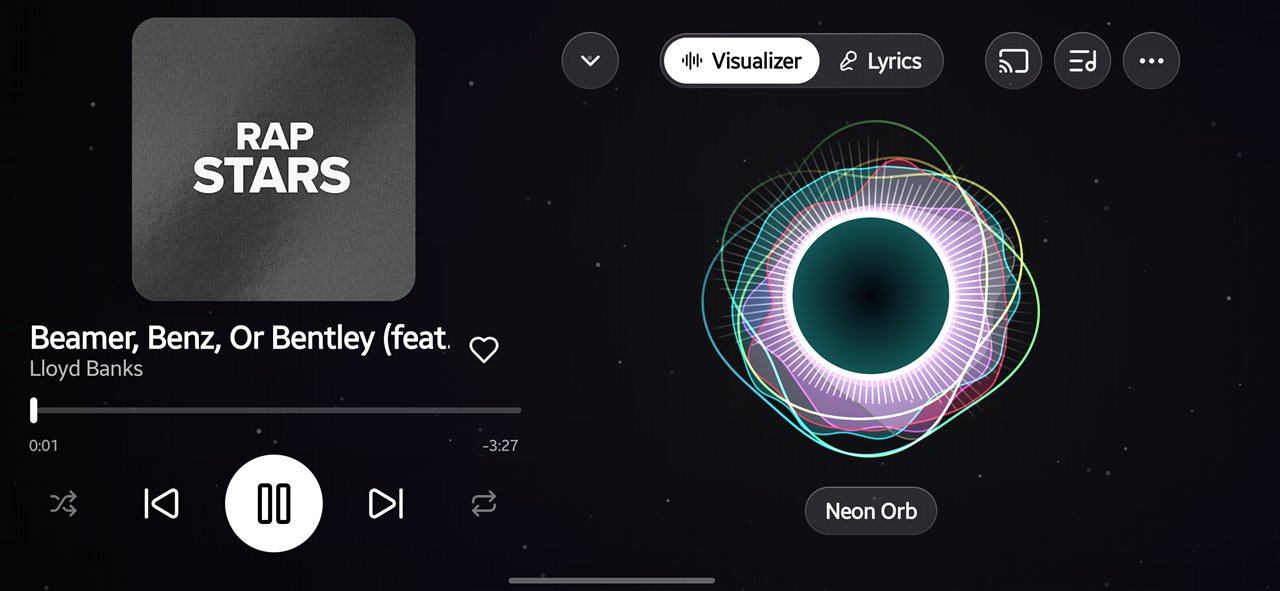 RAP
STARS
Beamer, Benz, Or Bentley (feat.
Lloyd Banks
0:01
-3:27
Visualizer
Lyrics
Neon Orb